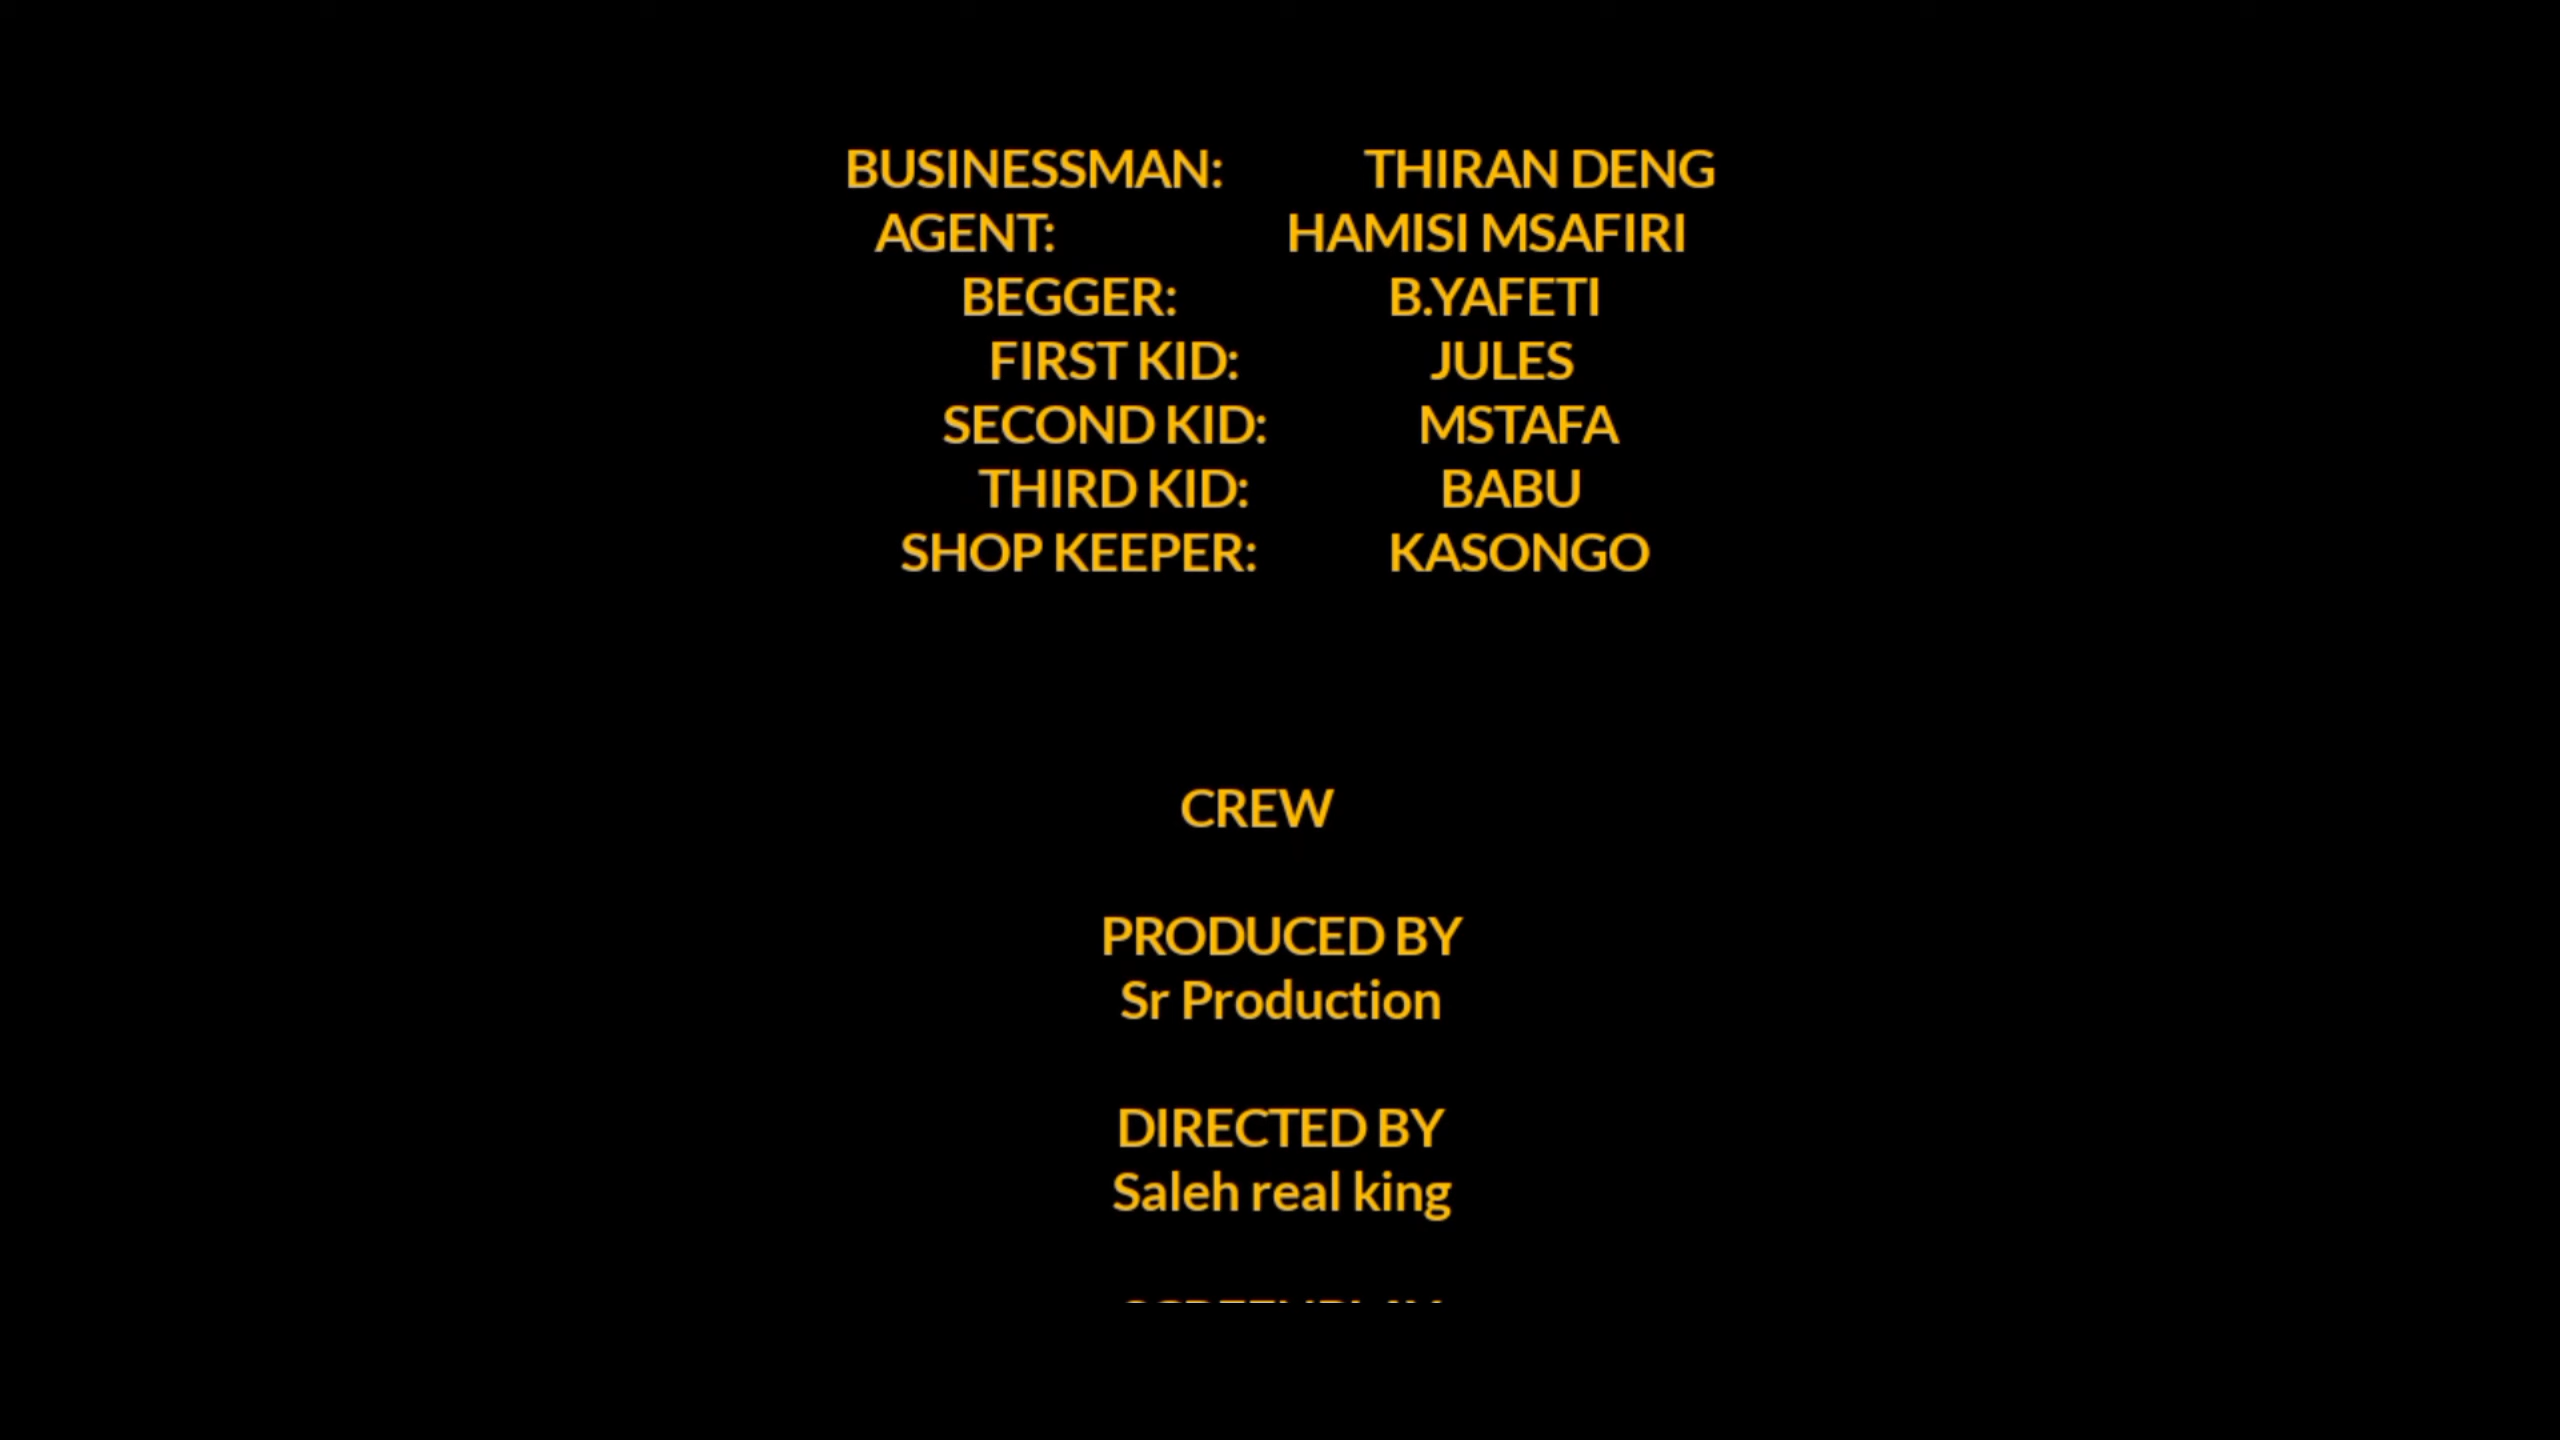 BUSINESSMAN: THIRAN DENG
AGENT: HAMISI MSAFIRI
BEGGER: B.YAFETI
FIRST KID: JULES
SECOND KID: MSTAFA
THIRD KID: BABU
SHOP KEEPER: KASONGO
CREW
PRODUCED BY
Sr Production
DIRECTED BY
Saleh real king